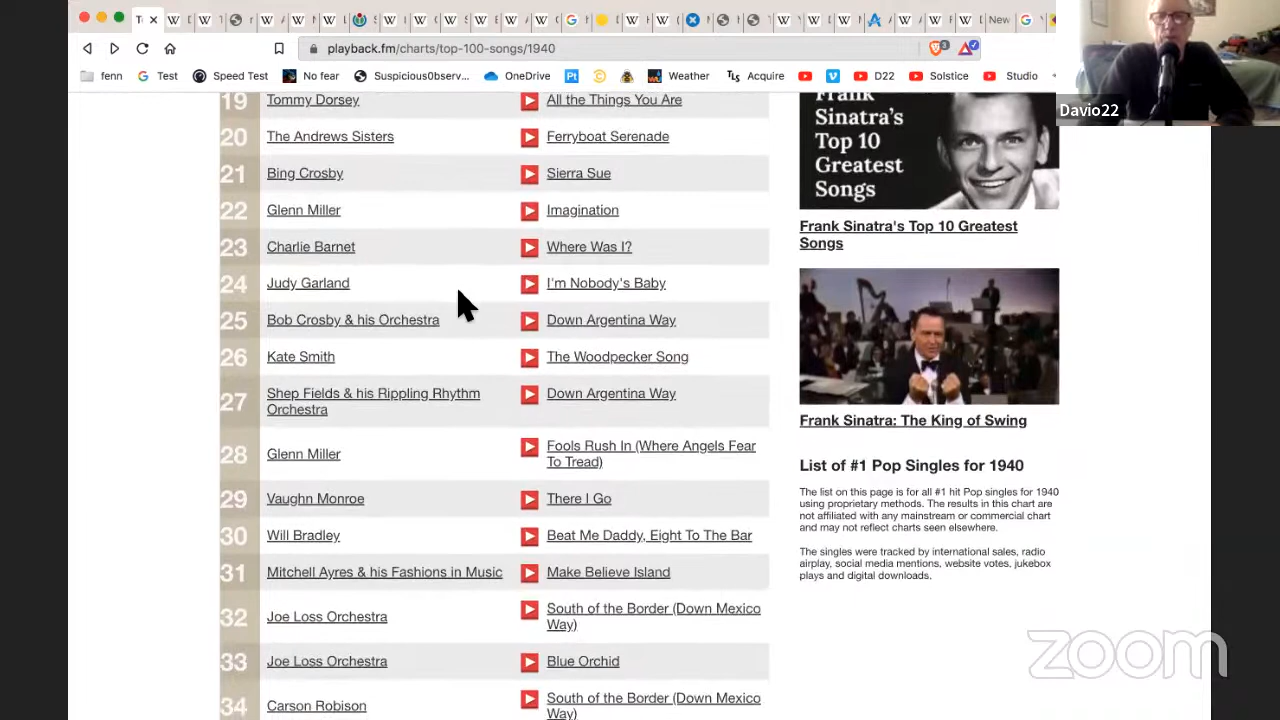 New
playback.fm/charts/top-100-songs/1940
fenn
Test
Speed Test
No fear
Suspicious0bserv...
OneDrive
Weather
Acquire
D22
Solstice
Studio
Davio22
19 Tommy Dorsey All the Things You Are
20 The Andrews Sisters Ferryboat Serenade
21 Bing Crosby Sierra Sue
22 Glenn Miller Imagination
23 Charlie Barnet Where Was I?
24 Judy Garland I'm Nobody's Baby
25 Bob Crosby & his Orchestra Down Argentina Way
26 Kate Smith The Woodpecker Song
27 Shep Fields & his Rippling Rhythm
Orchestra
Down Argentina Way
28 Glenn Miller Fools Rush In (Where Angels Fear
To Tread)
29 Vaughn Monroe There I Go
30 Will Bradley Beat Me Daddy, Eight To The Bar
31 Mitchell Ayres & his Fashions in Music Make Believe Island
32 Joe Loss Orchestra South of the Border (Down Mexico
Way)
33 Joe Loss Orchestra Blue Orchid
34 Carson Robison South of the Border (Down Mexico
Way)
Frank
Sinatra's
Top 10
Greatest
Songs
Frank Sinatra's Top 10 Greatest
Songs
Frank Sinatra: The King of Swing
List of #1 Pop Singles for 1940
The list on this page is for all #1 hit Pop singles for 1940
using proprietary methods. The results in this chart are
not affiliated with any mainstream or commercial chart
and may not reflect charts seen elsewhere.
The singles were tracked by international sales, radio
airplay, social media mentions, website votes, jukebox
plays and digital downloads.
zoom